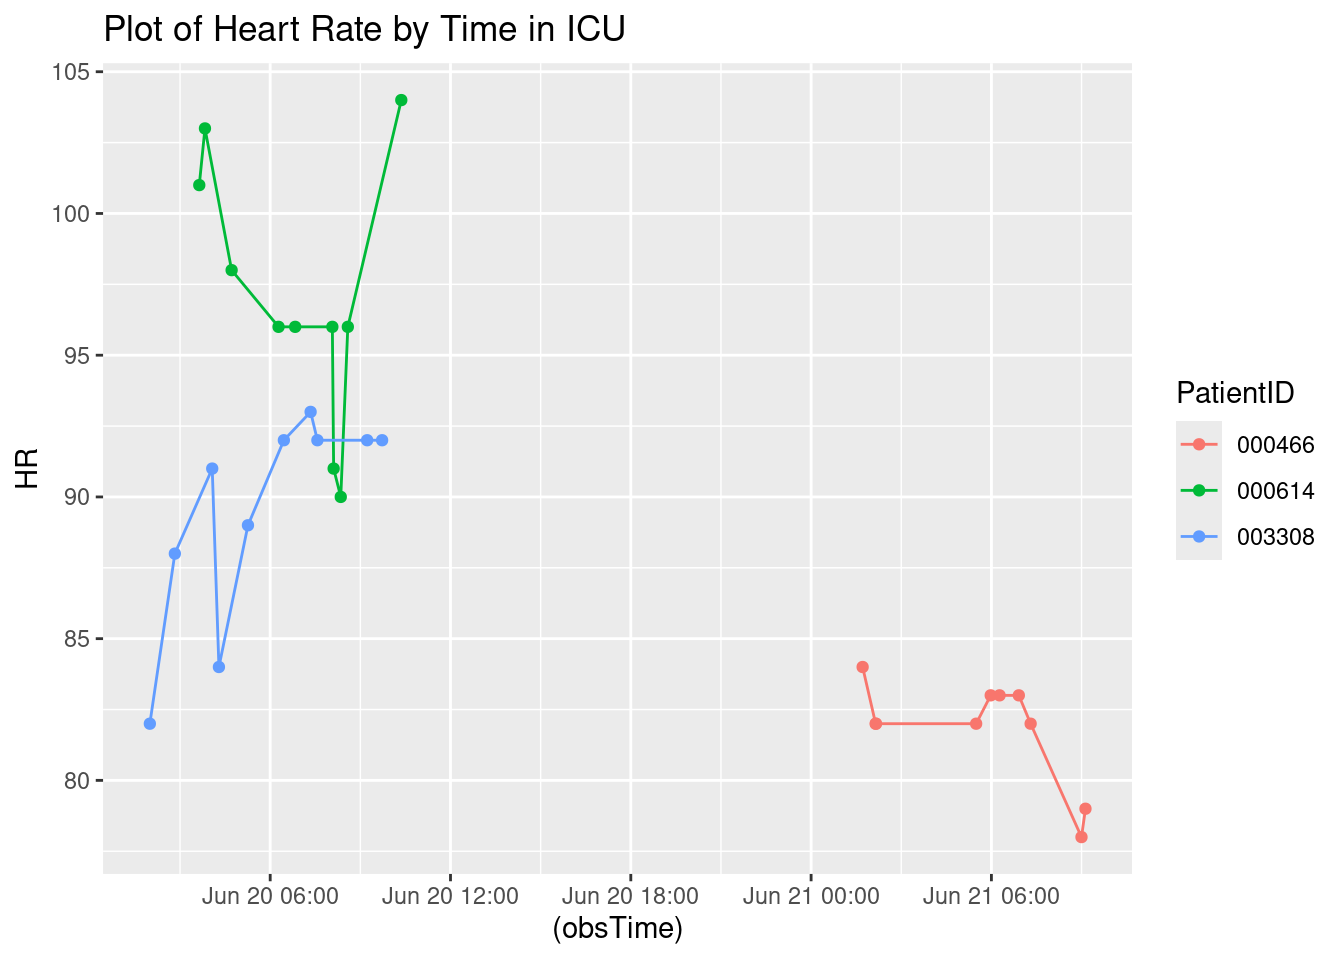 Plot of Heart Rate by Time in ICU
105
100
95
90
85
80
HR
Jun 20 06:00 Jun 20 12:00 Jun 20 18:00 Jun 21 00:00 Jun 21 06:00
(obsTime)
PatientID
000466
000614
003308